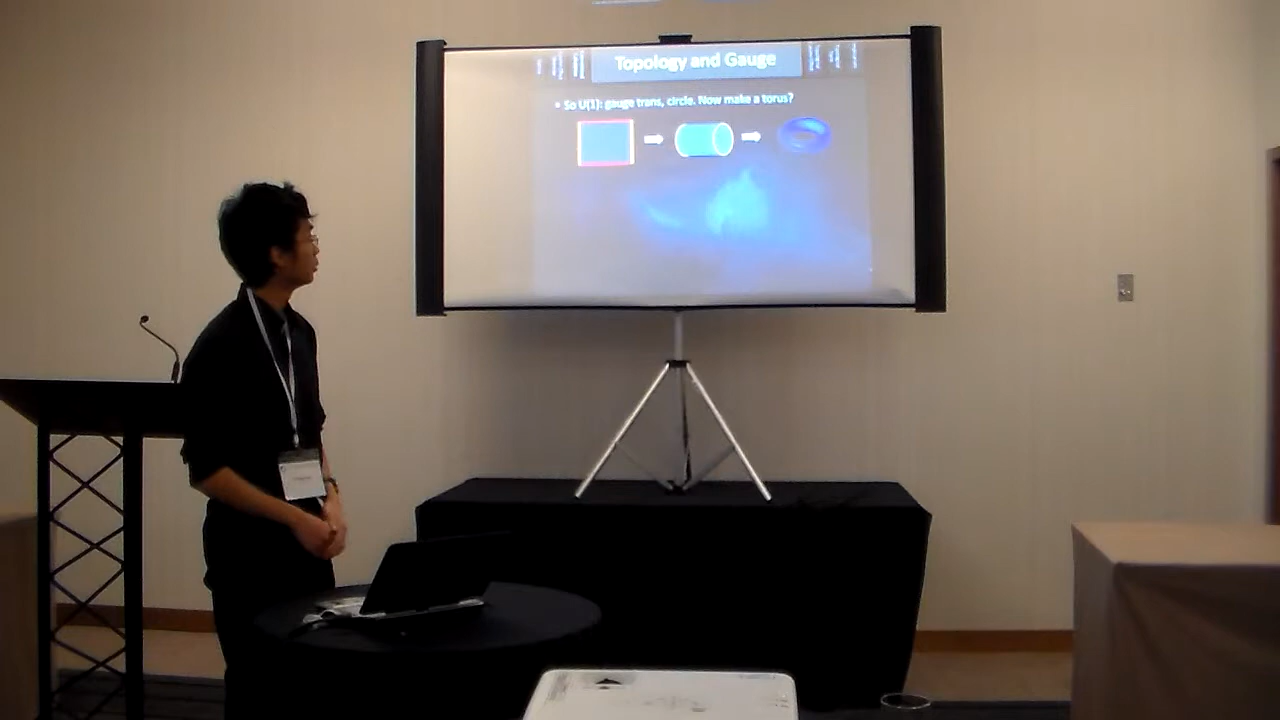 Topology and Gauge
• So U(1): gauge trans, circle. Now make a torus?